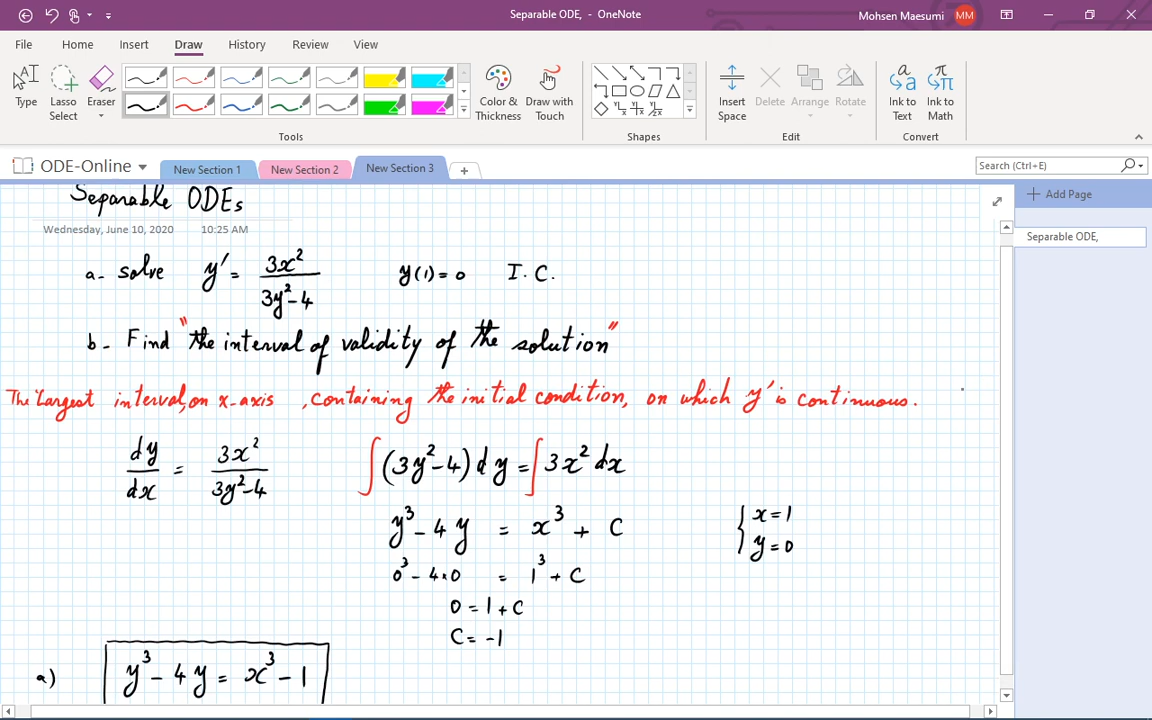 Separable ODE, - OneNote
Mohsen Maesumi MM
File Home Insert Draw History Review View
Type
Lasso Select
Eraser
Color & Thickness
Draw with Touch
Insert Space
Delete
Arrange
Rotate
Ink to Text
Ink to Math
Tools
Shapes
Edit
Convert
ODE-Online
New Section 1
New Section 2
New Section 3
Search (Ctrl+E)
Add Page
Separable ODE,
Separable ODEs
Wednesday, June 10, 2020 10:25 AM
a- solve y' = 3x²/(3y²-4) y(1)=0 I.C.
b- Find "the interval of validity of the solution"
The largest interval, on x-axis, containing the initial condition, on which y' is continuous.
dy/dx = 3x²/(3y²-4) ∫(3y²-4)dy = ∫3x²dx
y³ - 4y = x³ + C { x=1
y=0
0³ - 4×0 = 1³ + C
0 = 1 + C
C = -1
a) y³ - 4y = x³ - 1